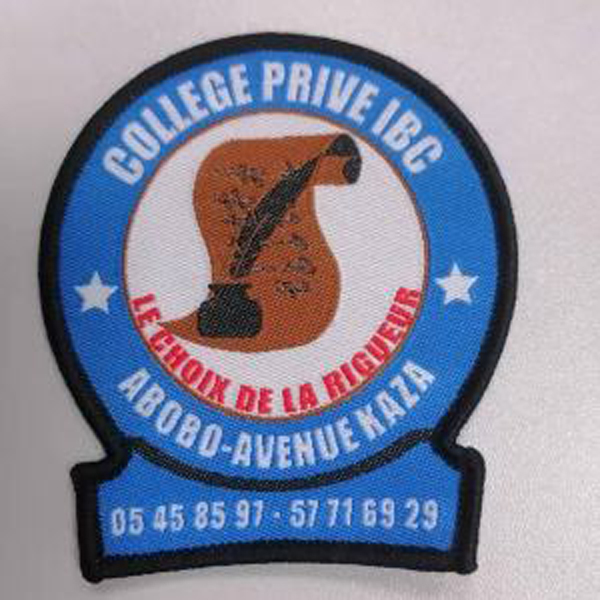 COLLEGE PRIVE IBC
LE CHOIX DE LA RIGUEUR
ABOBO-AVENUE KAZA
05 45 85 97 - 57 71 69 29